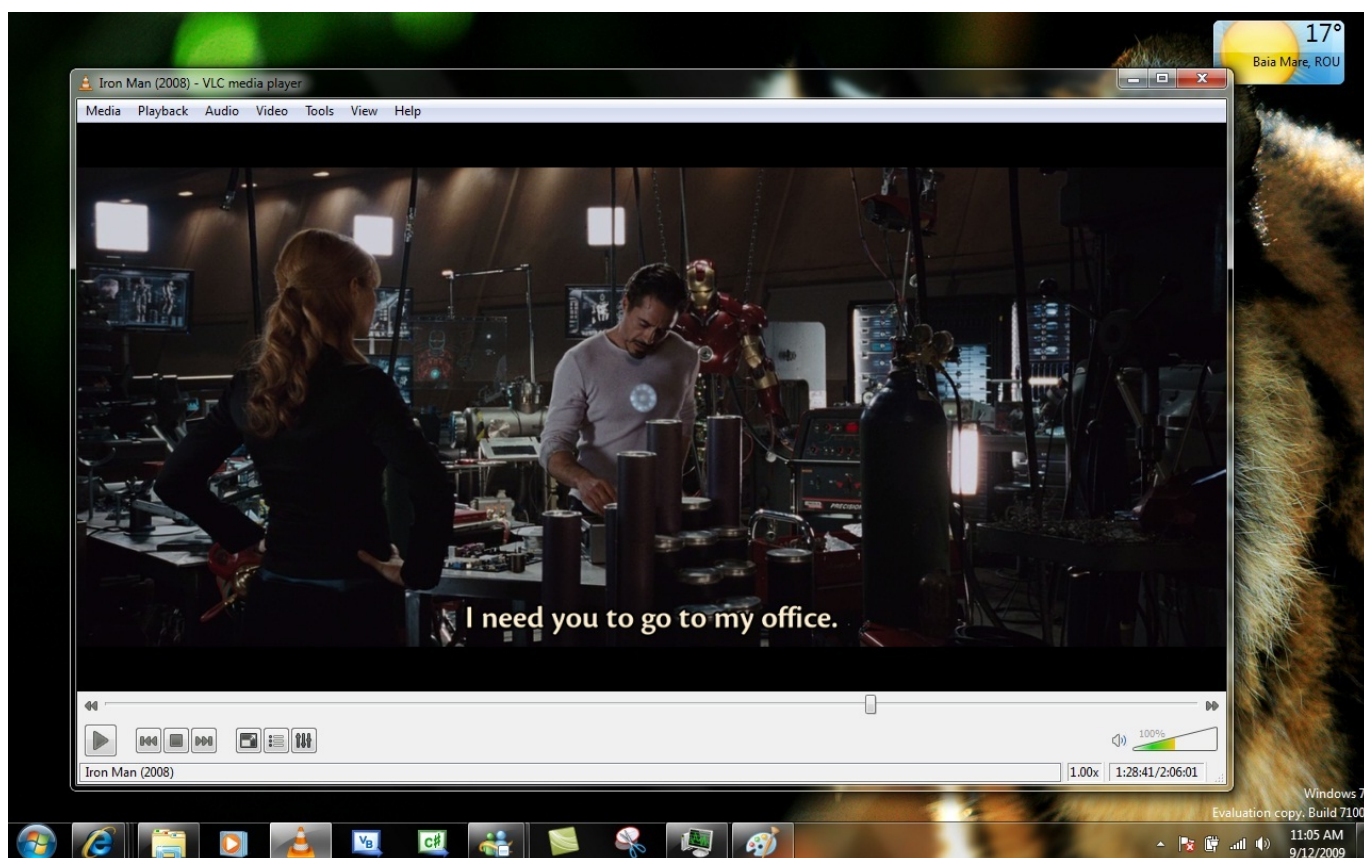 17°
Baia Mare, ROU
Iron Man (2008) - VLC media player
Media Playback Audio Video Tools View Help
I need you to go to my office.
100%
Iron Man (2008)
1.00x
1:28:41/2:06:01
Windows 7
Evaluation copy. Build 7100
VB
C#
11:05 AM
9/12/2009